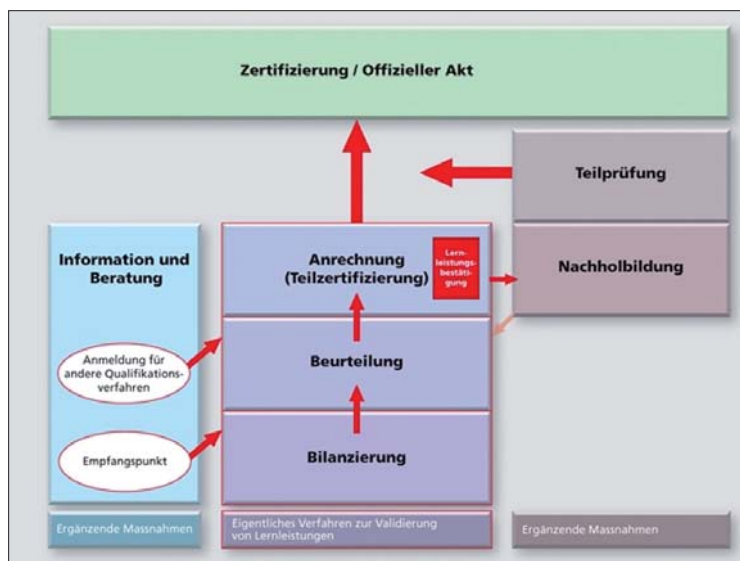 Zertifizierung / Offizieller Akt
Teilprüfung
Information und
Beratung
Anrechnung
(Teilzertifizierung)
Lern-
leistungs-
bestäti-
gung
Nachholbildung
Anmeldung für
andere Qualifikations-
verfahren
Beurteilung
Empfangspunkt
Bilanzierung
Ergänzende Massnahmen
Eigentliches Verfahren zur Validierung
von Lernleistungen
Ergänzende Massnahmen